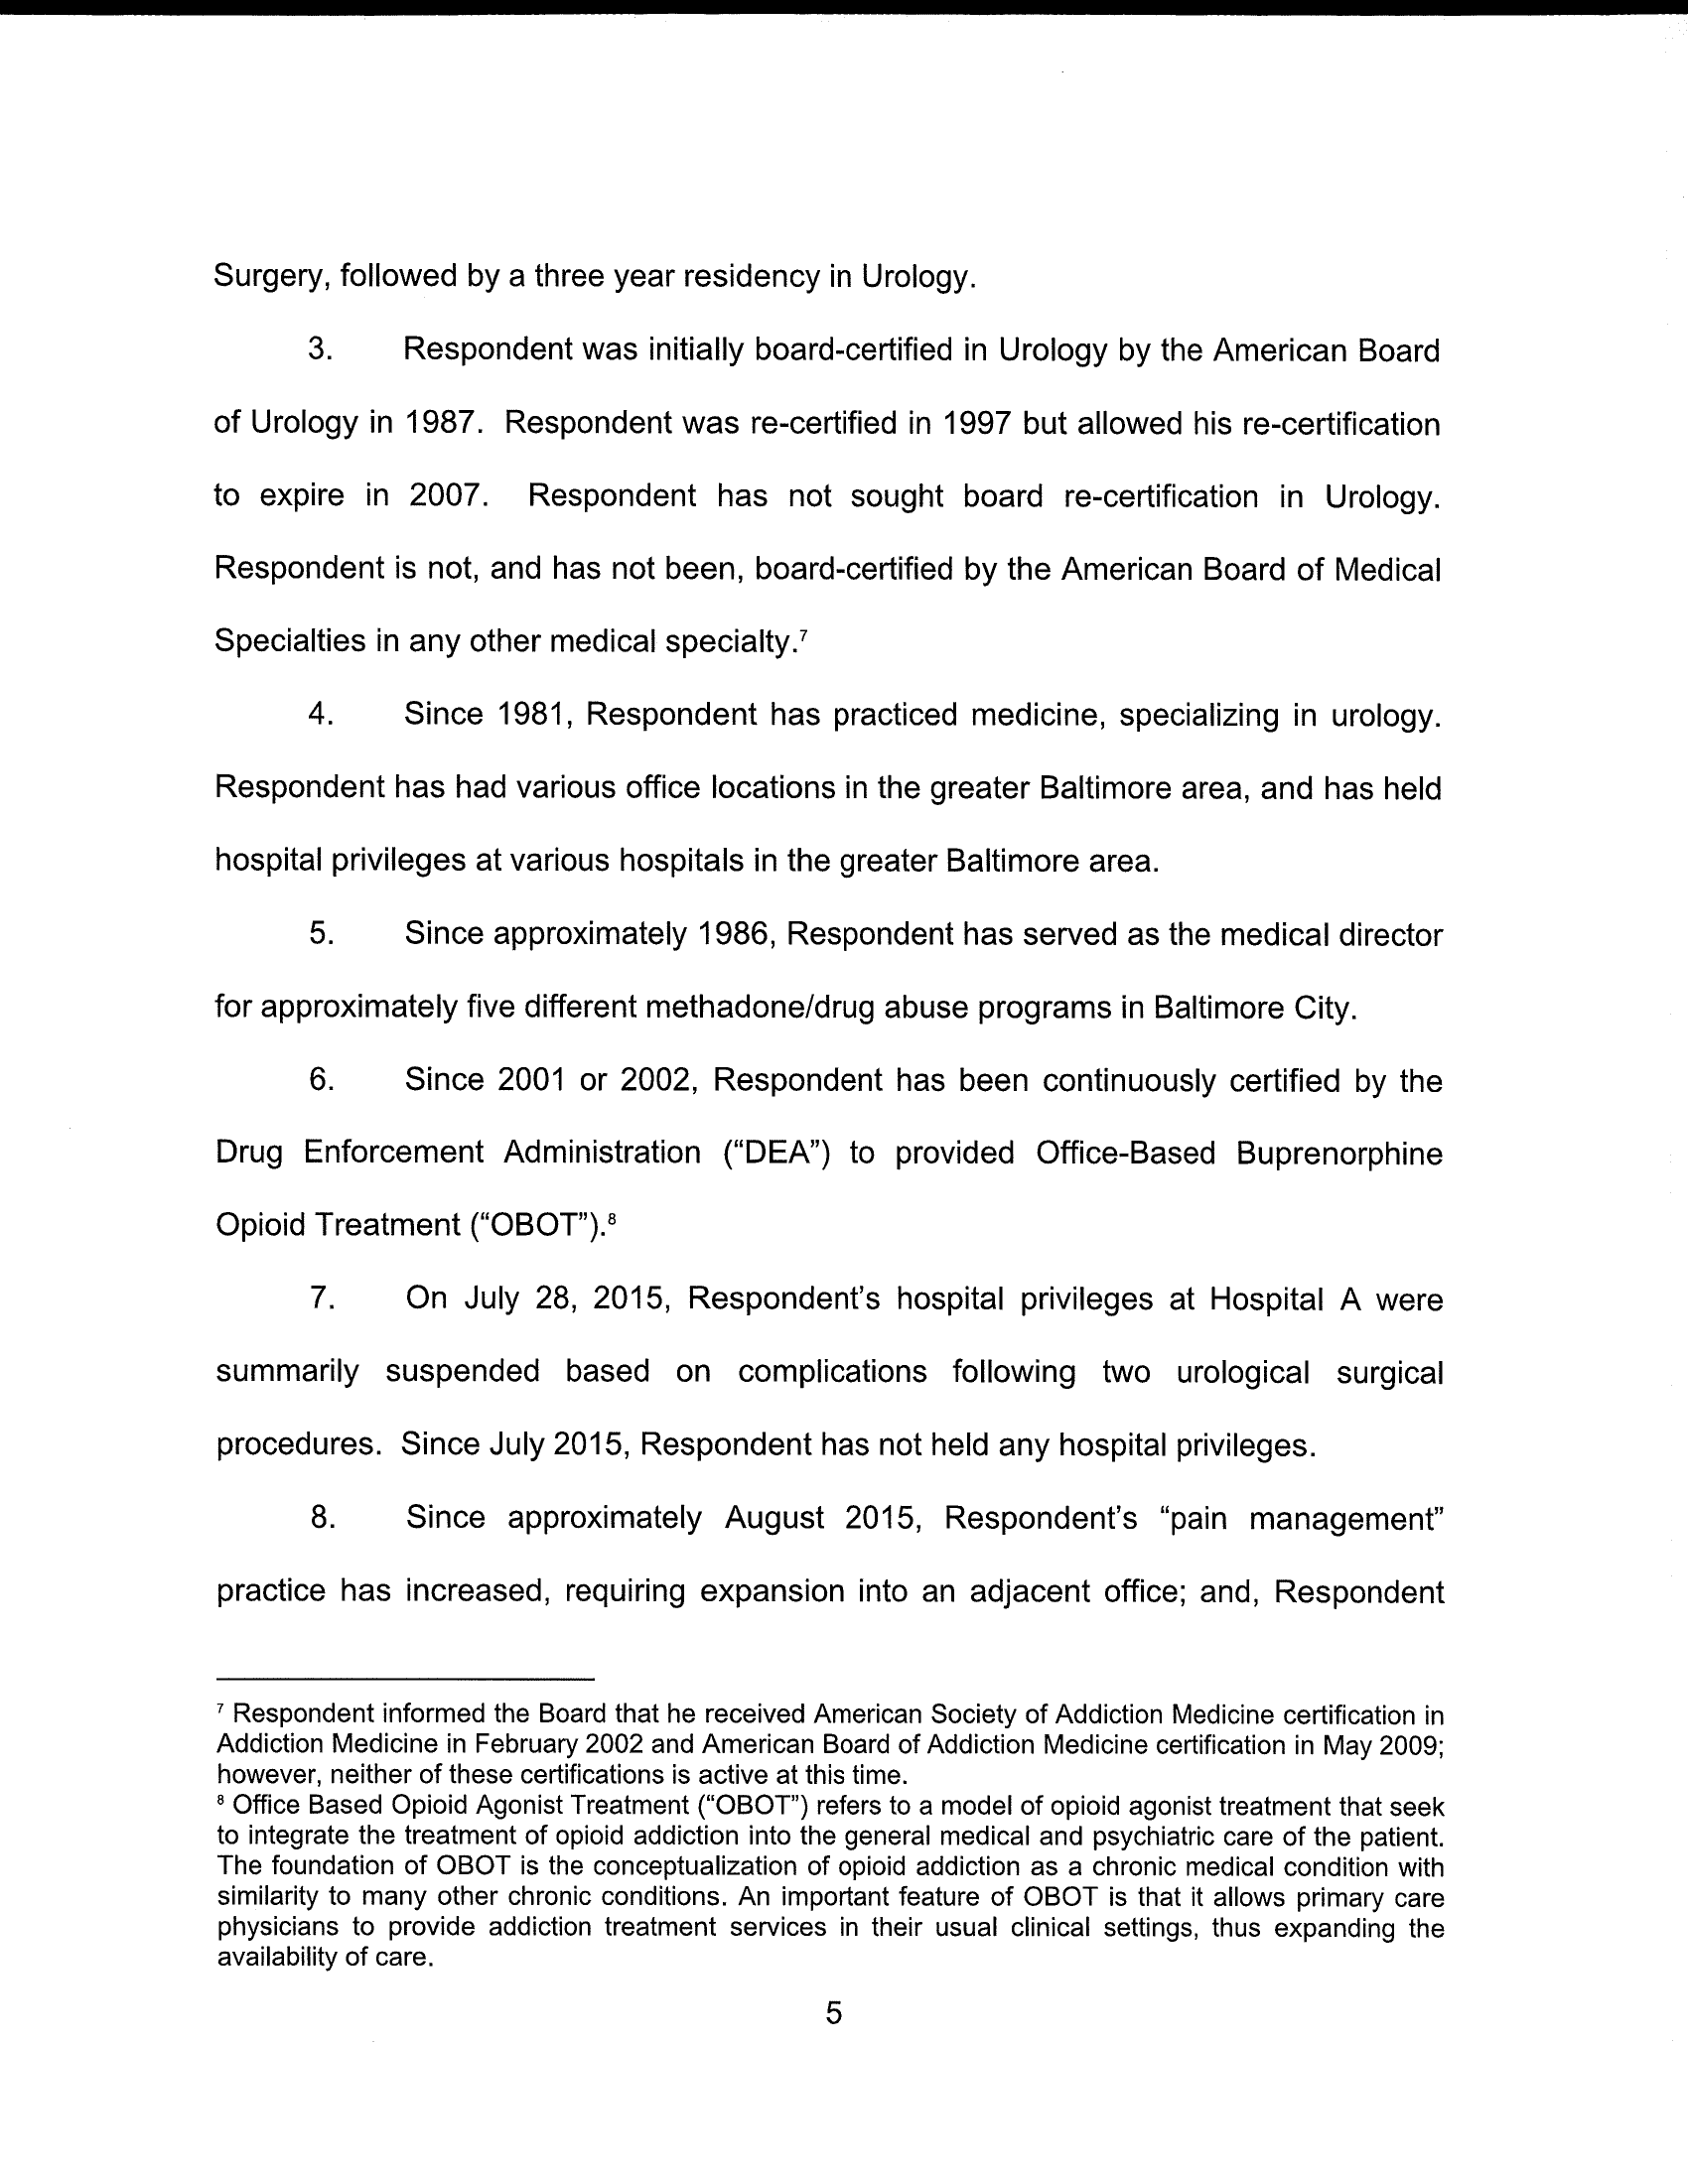 Surgery, followed by a three year residency in Urology.
3. Respondent was initially board-certified in Urology by the American Board
of Urology in 1987. Respondent was re-certified in 1997 but allowed his re-certification
to expire in 2007. Respondent has not sought board re-certification in Urology.
Respondent is not, and has not been, board-certified by the American Board of Medical
Specialties in any other medical specialty.⁷
4. Since 1981, Respondent has practiced medicine, specializing in urology.
Respondent has had various office locations in the greater Baltimore area, and has held
hospital privileges at various hospitals in the greater Baltimore area.
5. Since approximately 1986, Respondent has served as the medical director
for approximately five different methadone/drug abuse programs in Baltimore City.
6. Since 2001 or 2002, Respondent has been continuously certified by the
Drug Enforcement Administration (“DEA”) to provided Office-Based Buprenorphine
Opioid Treatment (“OBOT”).⁸
7. On July 28, 2015, Respondent’s hospital privileges at Hospital A were
summarily suspended based on complications following two urological surgical
procedures. Since July 2015, Respondent has not held any hospital privileges.
8. Since approximately August 2015, Respondent’s “pain management”
practice has increased, requiring expansion into an adjacent office; and, Respondent
⁷ Respondent informed the Board that he received American Society of Addiction Medicine certification in
Addiction Medicine in February 2002 and American Board of Addiction Medicine certification in May 2009;
however, neither of these certifications is active at this time.
⁸ Office Based Opioid Agonist Treatment (“OBOT”) refers to a model of opioid agonist treatment that seek
to integrate the treatment of opioid addiction into the general medical and psychiatric care of the patient.
The foundation of OBOT is the conceptualization of opioid addiction as a chronic medical condition with
similarity to many other chronic conditions. An important feature of OBOT is that it allows primary care
physicians to provide addiction treatment services in their usual clinical settings, thus expanding the
availability of care.
5